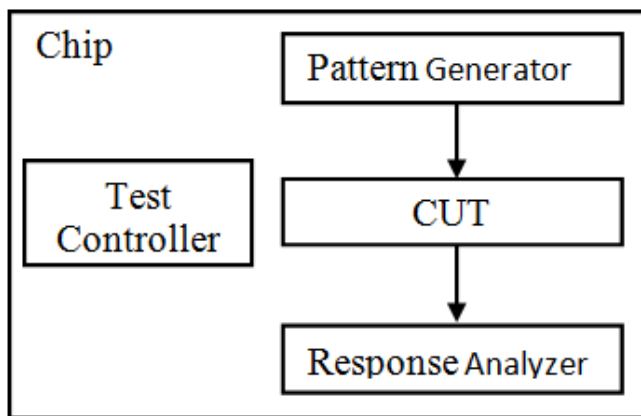 Chip
Pattern Generator
Test
Controller
CUT
Response Analyzer